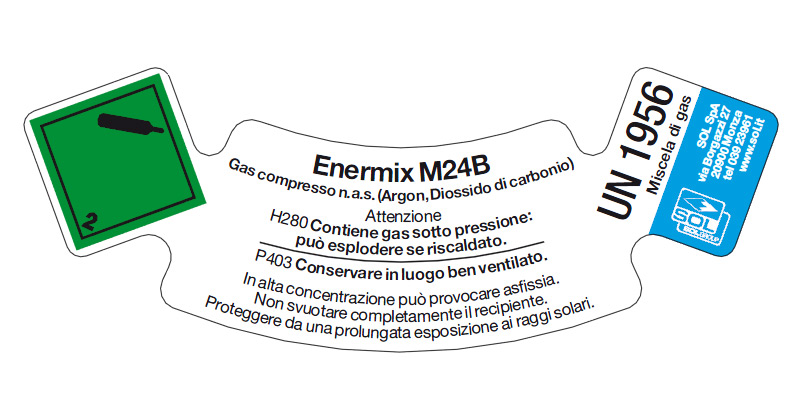 2
Enermix M24B
Gas compresso n.a.s. (Argon, Diossido di carbonio)
Attenzione
H280 Contiene gas sotto pressione:
può esplodere se riscaldato.
P403 Conservare in luogo ben ventilato.
In alta concentrazione può provocare asfissia.
Non svuotare completamente il recipiente.
Proteggere da una prolungata esposizione ai raggi solari.
UN 1956
Miscela di gas
SOL
SOLGROUP
SOL SpA
via Borgazzi 27
20900 Monza
tel 039 23961
www.sol.it